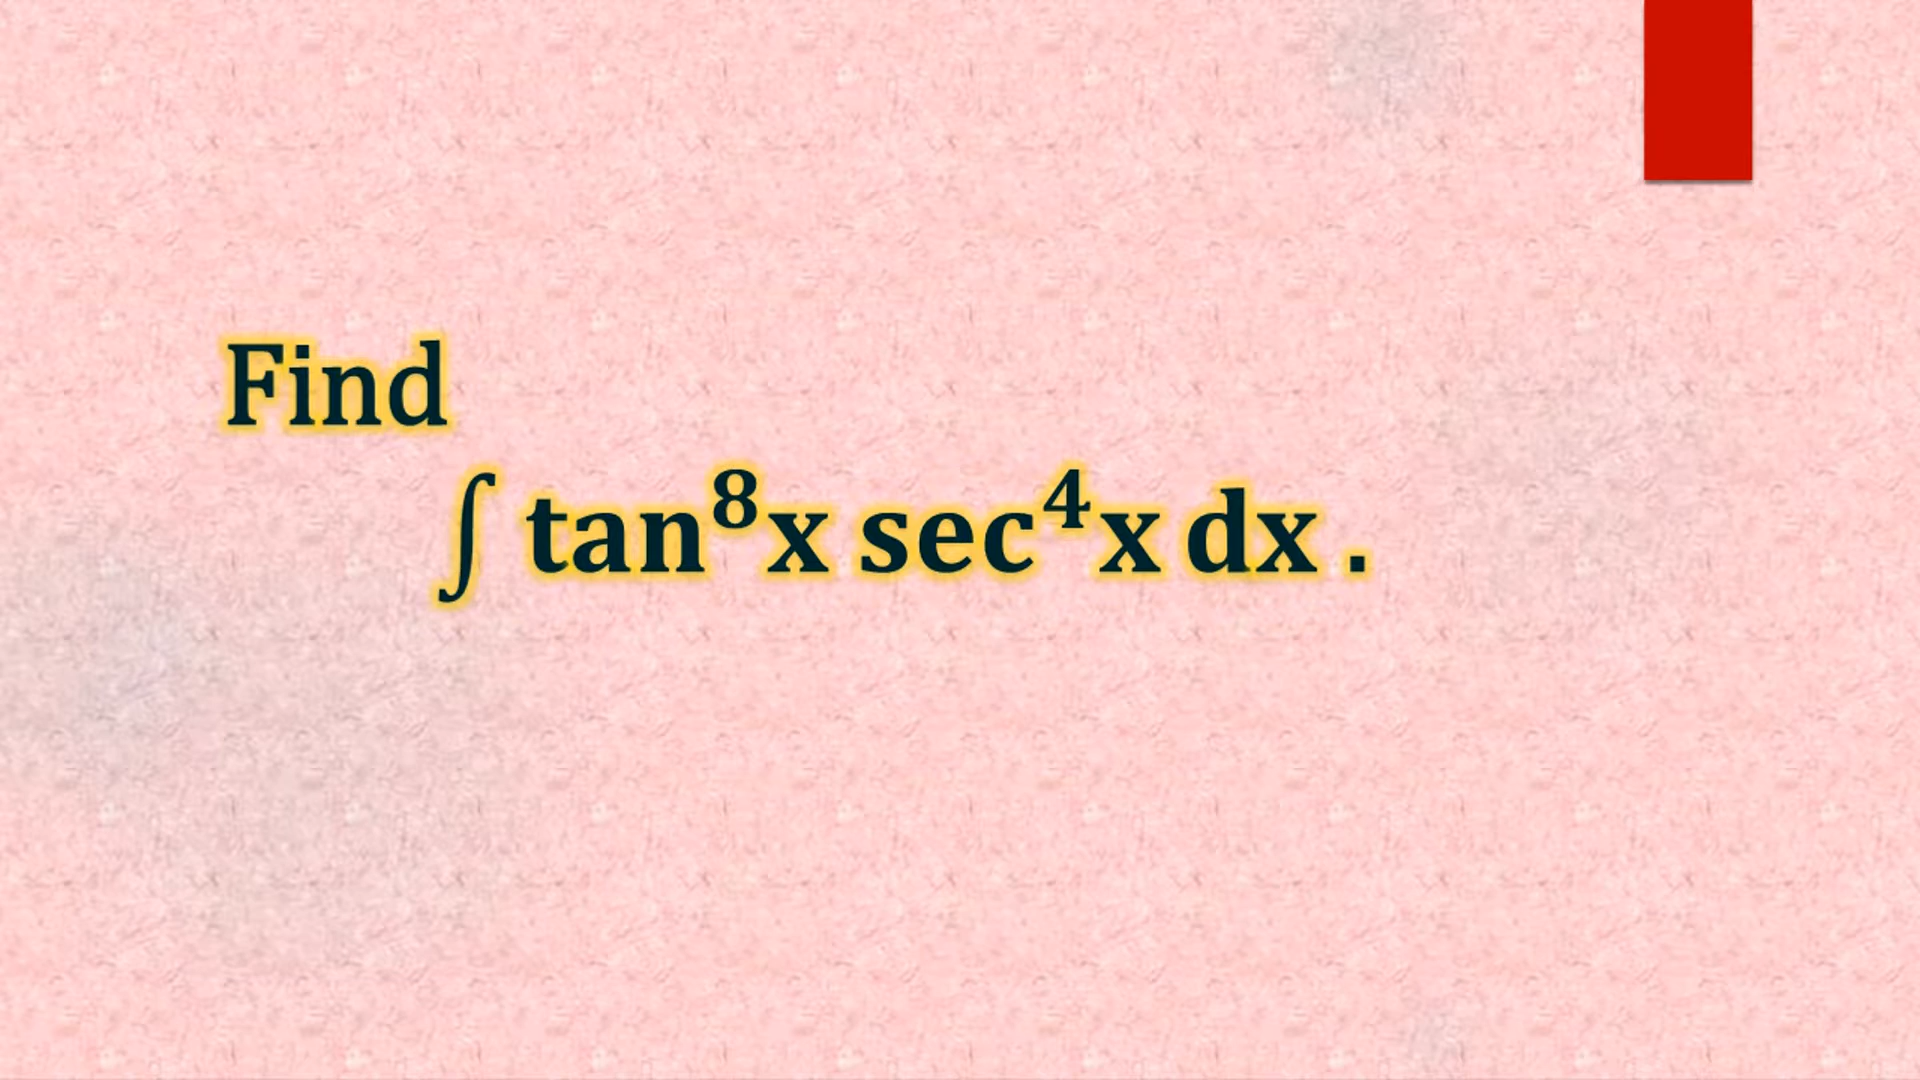 Find
∫ tan⁸x sec⁴x dx .